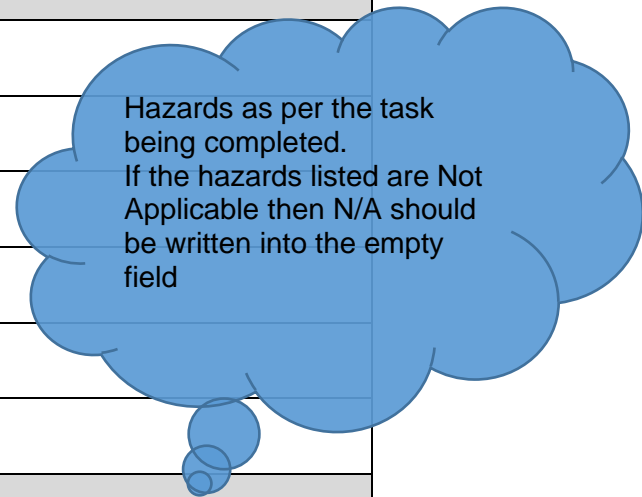 Hazards as per the task
being completed.
If the hazards listed are Not
Applicable then N/A should
be written into the empty
field